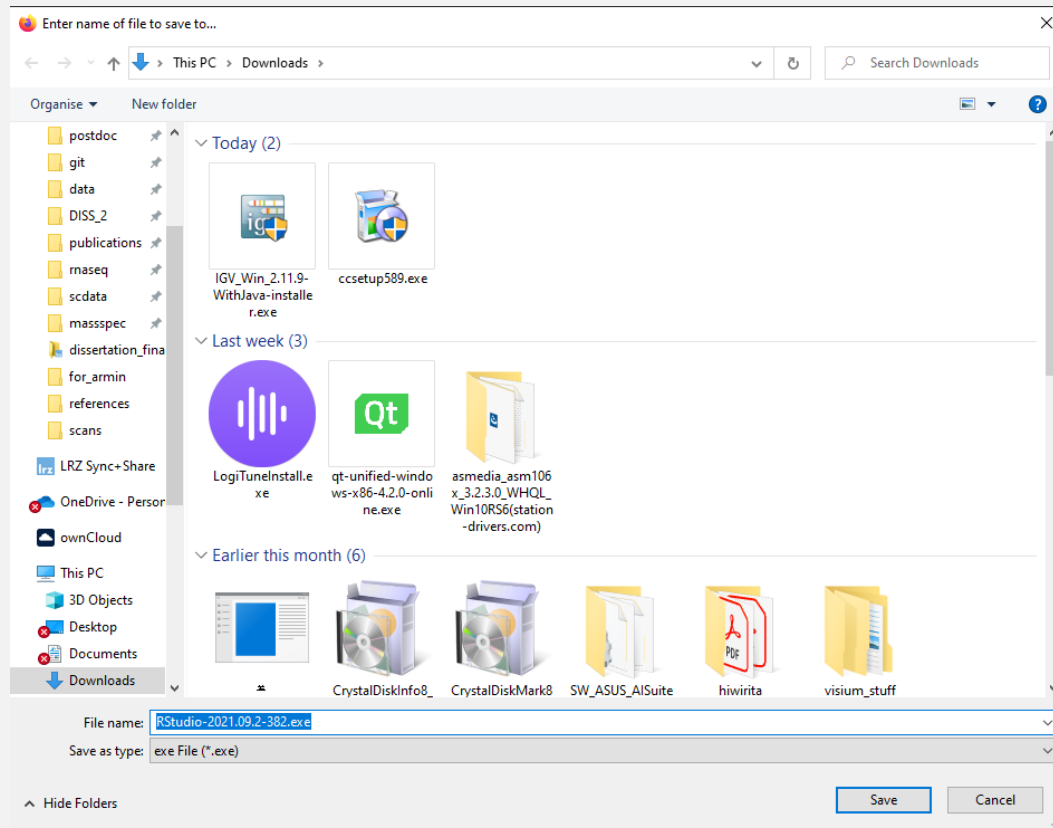 Enter name of file to save to...
This PC > Downloads >
Search Downloads
Organise
New folder
postdoc
git
data
DISS_2
publications
rnaseq
scdata
massspec
dissertation_fina
for_armin
references
scans
lrz LRZ Sync+Share
OneDrive - Person
ownCloud
This PC
3D Objects
Desktop
Documents
Downloads
Today (2)
ig
IGV_Win_2.11.9-
WithJava-installe
r.exe
ccsetup589.exe
Last week (3)
Qt
LogiTuneInstall.e
xe
qt-unified-windo
ws-x86-4.2.0-onli
ne.exe
asmedia_asm106
x_3.2.3.0_WHQL_
Win10RS6(station
-drivers.com)
Earlier this month (6)
PDF
CrystalDiskInfo8_
CrystalDiskMark8
SW_ASUS_AISuite
hiwirita
visium_stuff
File name: RStudio-2021.09.2-382.exe
Save as type: exe File (*.exe)
Hide Folders
Save
Cancel